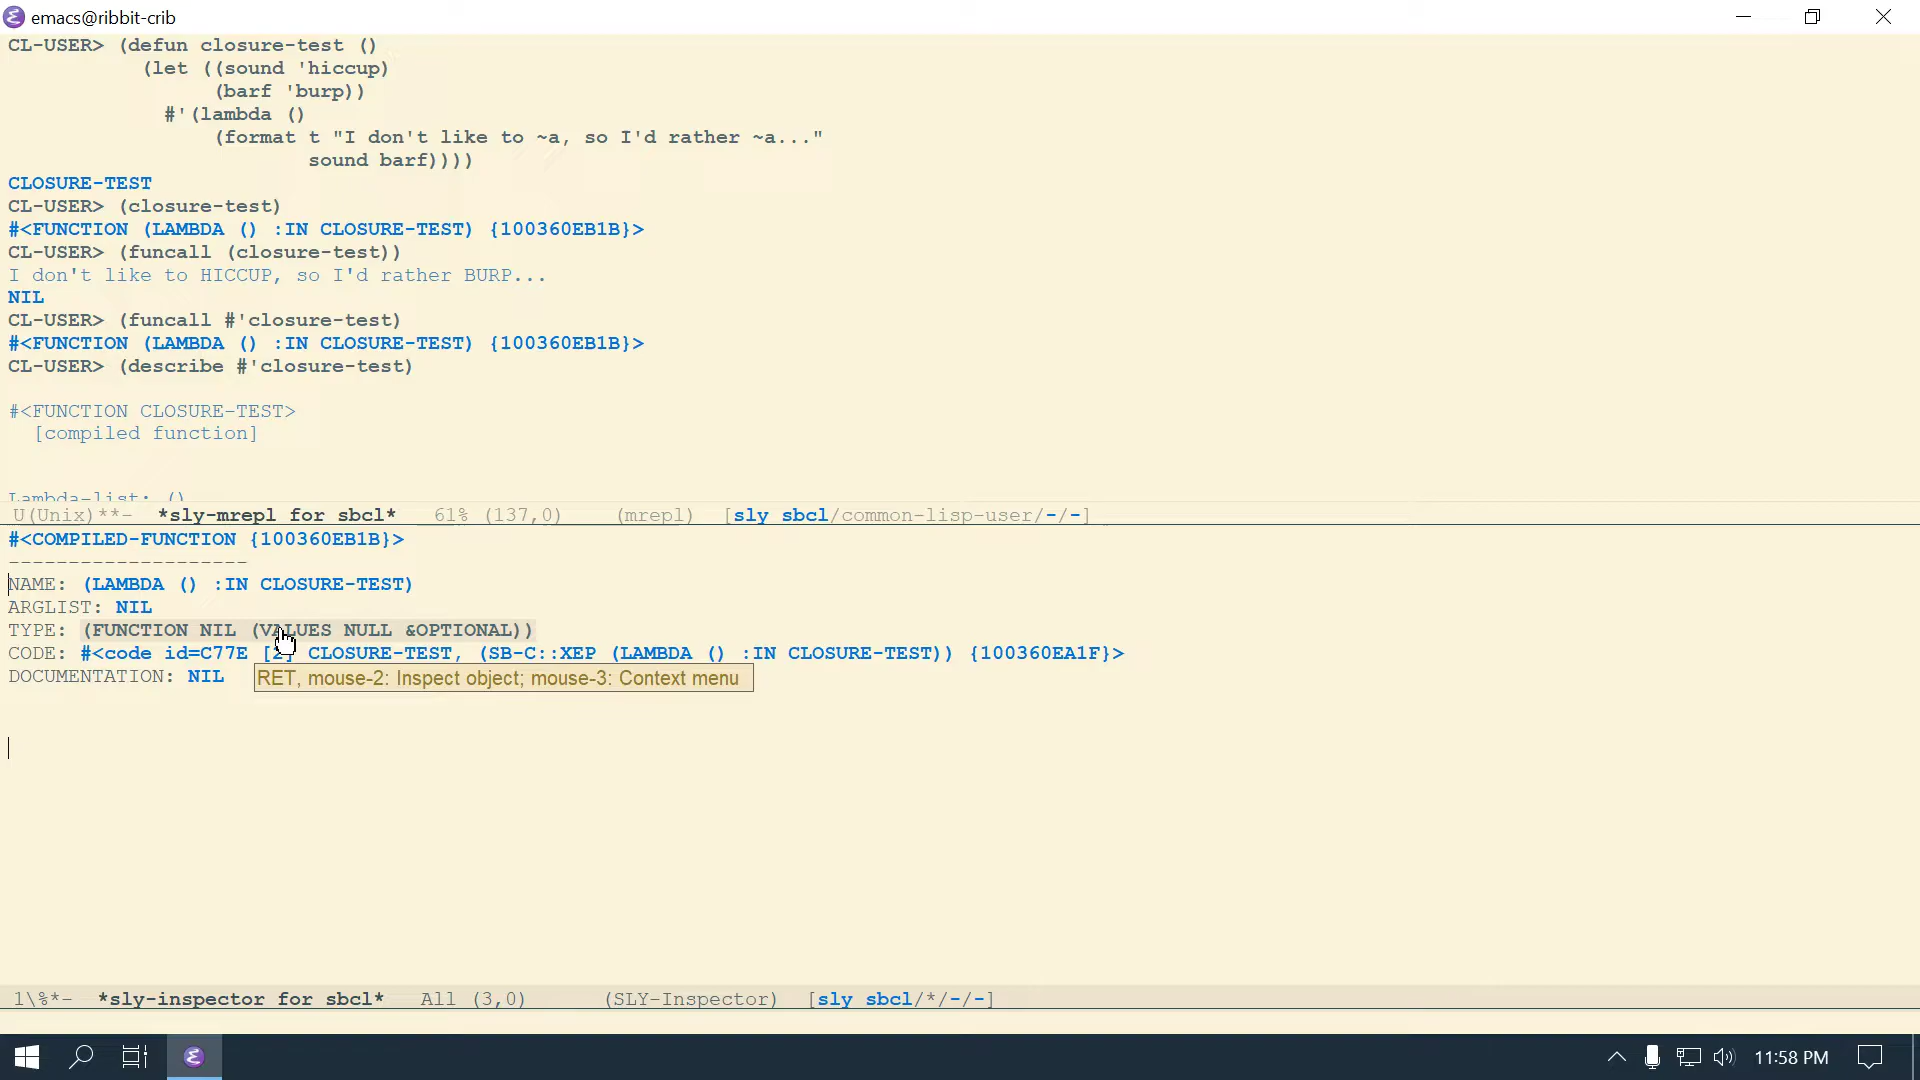 emacs@ribbit-crib
CL-USER> (defun closure-test ()
(let ((sound 'hiccup)
(barf 'burp))
#'(lambda ()
(format t "I don't like to ~a, so I'd rather ~a..."
sound barf))))
CLOSURE-TEST
CL-USER> (closure-test)
#<FUNCTION (LAMBDA () :IN CLOSURE-TEST) {100360EB1B}>
CL-USER> (funcall (closure-test))
I don't like to HICCUP, so I'd rather BURP...
NIL
CL-USER> (funcall #'closure-test)
#<FUNCTION (LAMBDA () :IN CLOSURE-TEST) {100360EB1B}>
CL-USER> (describe #'closure-test)
#<FUNCTION CLOSURE-TEST>
[compiled function]
Lambda-list: ()
U(Unix)**- *sly-mrepl for sbcl* 61% (137,0) (mrepl) [sly sbcl/common-lisp-user/-/-]
#<COMPILED-FUNCTION {100360EB1B}>
--------------------
NAME: (LAMBDA () :IN CLOSURE-TEST)
ARGLIST: NIL
TYPE: (FUNCTION NIL (VALUES NULL &OPTIONAL))
CODE: #<code id=C77E [2] CLOSURE-TEST, (SB-C::XEP (LAMBDA () :IN CLOSURE-TEST)) {100360EA1F}>
DOCUMENTATION: NIL
RET, mouse-2: Inspect object; mouse-3: Context menu
1\%*- *sly-inspector for sbcl* All (3,0) (SLY-Inspector) [sly sbcl/*/-/-]
11:58 PM